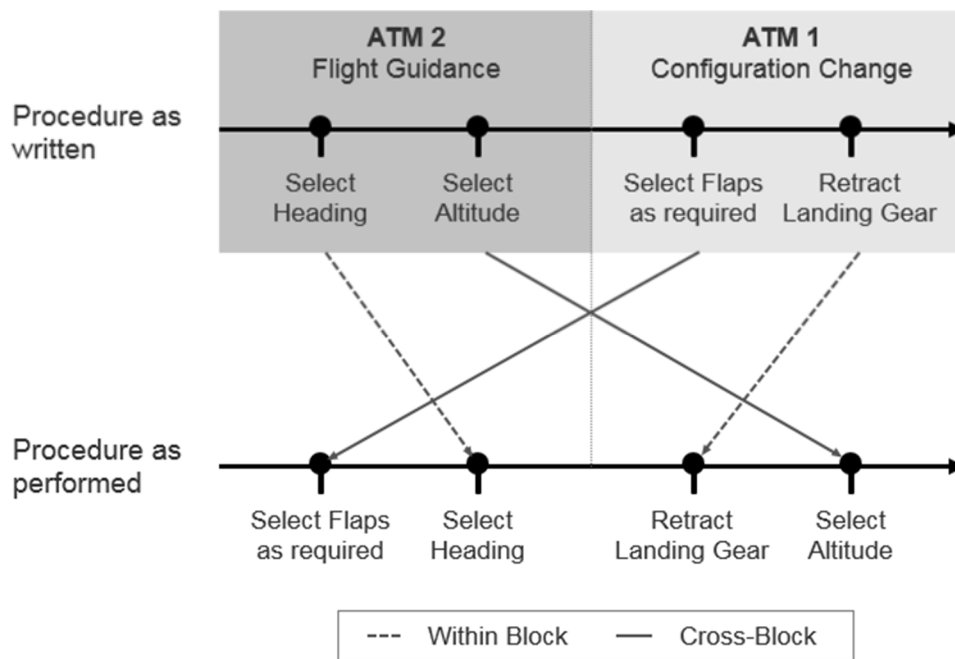 ATM 2
Flight Guidance
ATM 1
Configuration Change
Procedure as
written
Select
Heading
Select
Altitude
Select Flaps
as required
Retract
Landing Gear
Procedure as
performed
Select Flaps
as required
Select
Heading
Retract
Landing Gear
Select
Altitude
Within Block
Cross-Block